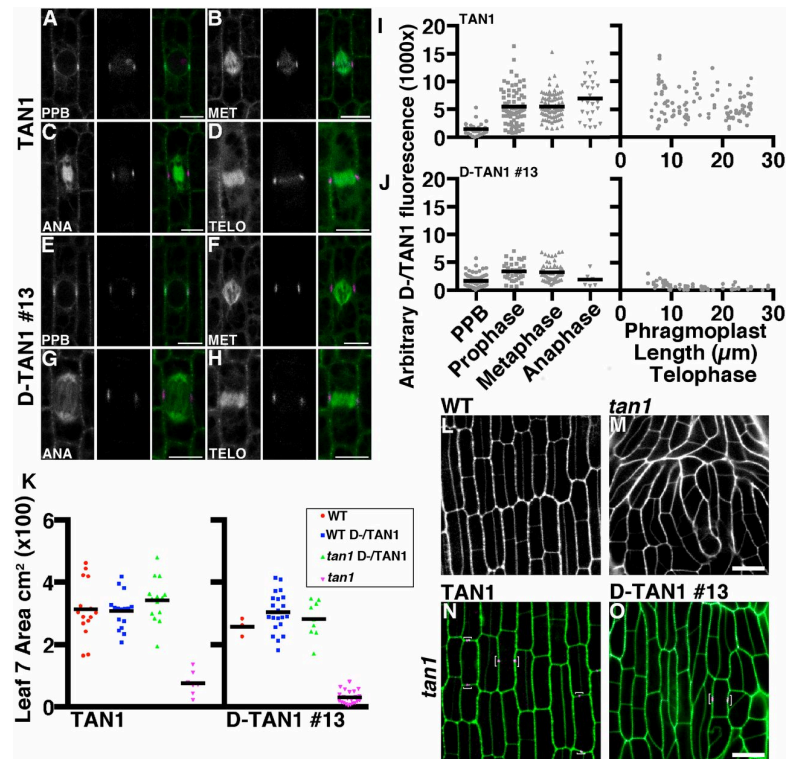 A
B
PPB
MET
C
D
ANA
TELO
TAN1
E
F
PPB
MET
G
H
ANA
TELO
D-TAN1 #13
I
TAN1
20
15
10
5
0
0
10
20
30
J
D-TAN1 #13
20
15
10
5
0
0
10
20
30
Arbitrary D-/TAN1 fluorescence (1000x)
PPB
Prophase
Metaphase
Anaphase
Phragmoplast
Length (µm)
Telophase
K
Leaf 7 Area cm² (x100)
6
4
2
0
WT
WT D-/TAN1
tan1 D-/TAN1
tan1
TAN1
D-TAN1 #13
WT
tan1
L
M
TAN1
D-TAN1 #13
N
O
tan1